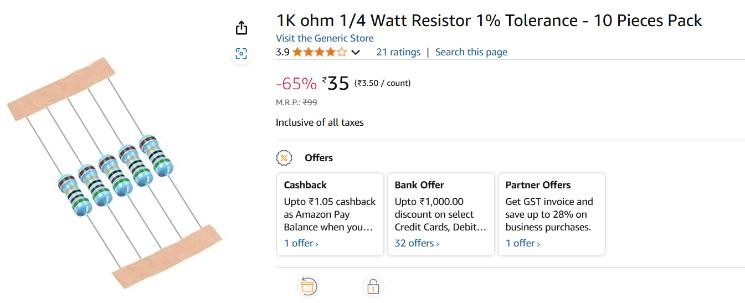 1K ohm 1/4 Watt Resistor 1% Tolerance - 10 Pieces Pack
Visit the Generic Store
3.9 21 ratings | Search this page
-65% ₹35 (₹3.50 / count)
M.R.P.: ₹99
Inclusive of all taxes
Offers
Cashback
Upto ₹1.05 cashback
as Amazon Pay
Balance when you...
1 offer ›
Bank Offer
Upto ₹1,000.00
discount on select
Credit Cards, Debit...
32 offers ›
Partner Offers
Get GST invoice and
save up to 28% on
business purchases.
1 offer ›